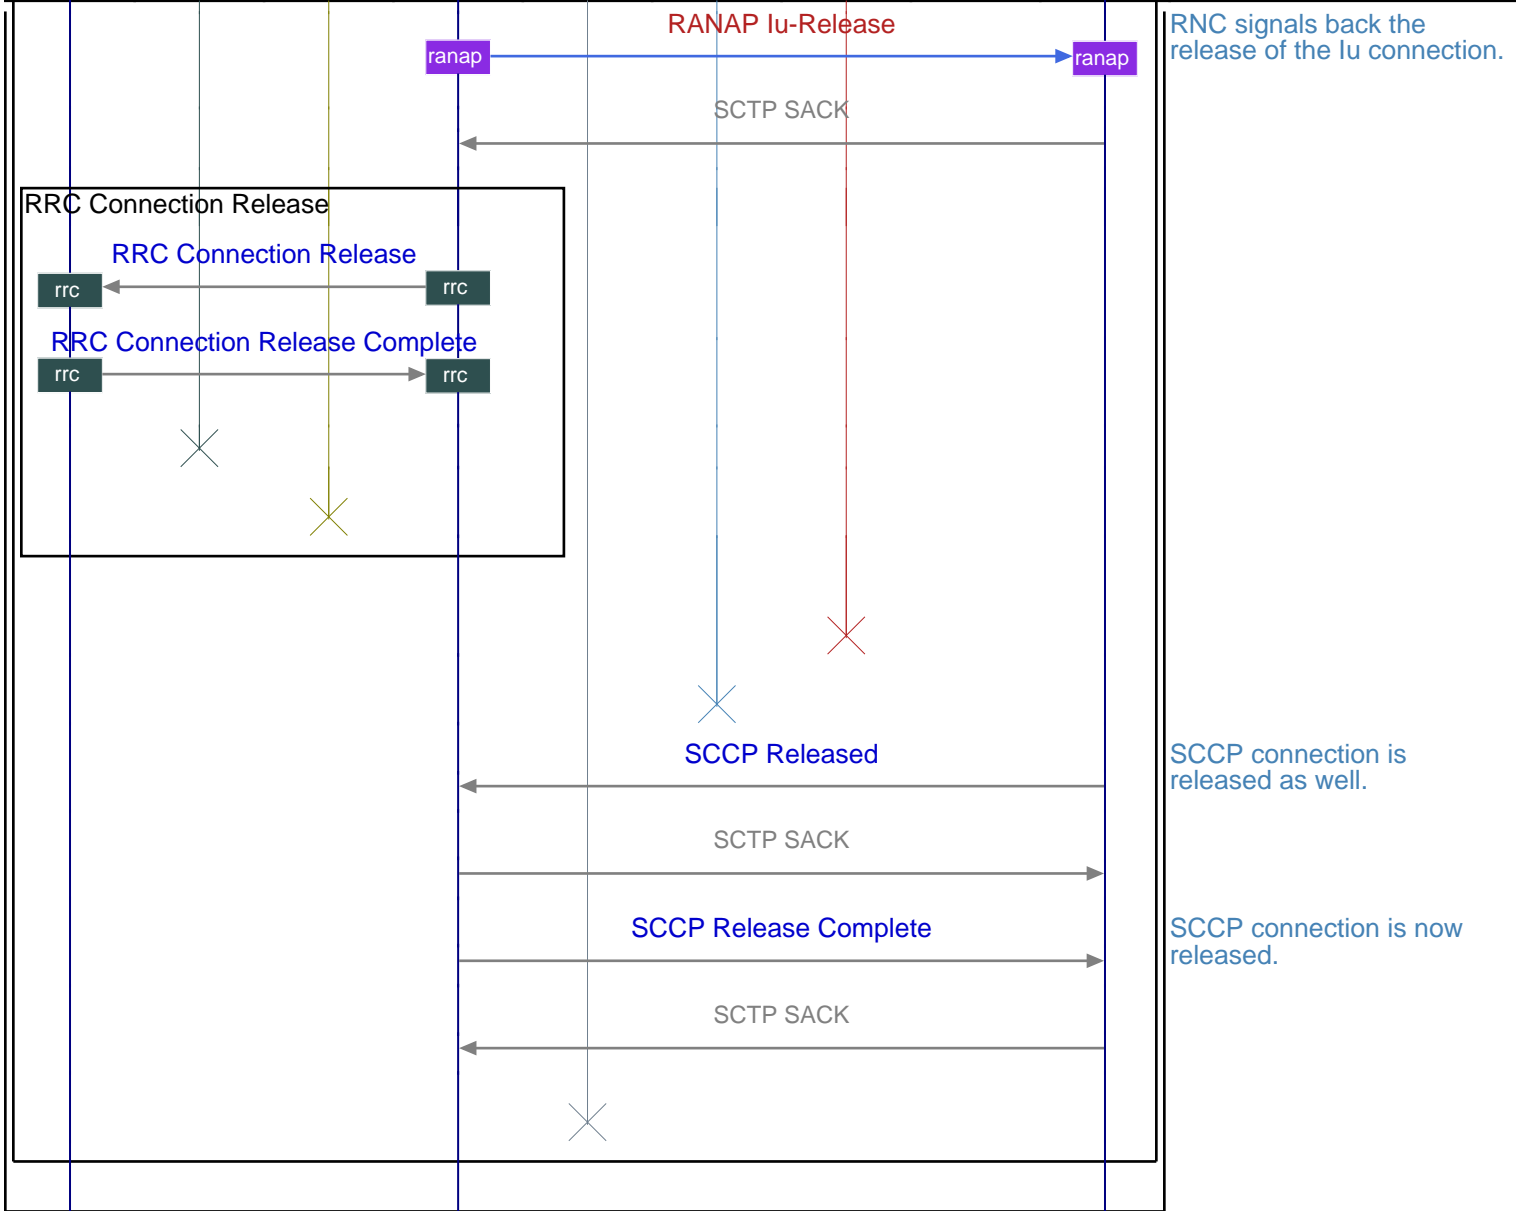 RANAP Iu-Release
RNC signals back the
release of the Iu connection.
ranap
ranap
SCTP SACK
RRC Connection Release
RRC Connection Release
rrc
rrc
RRC Connection Release Complete
rrc
rrc
SCCP Released
SCCP connection is
released as well.
SCTP SACK
SCCP Release Complete
SCCP connection is now
released.
SCTP SACK